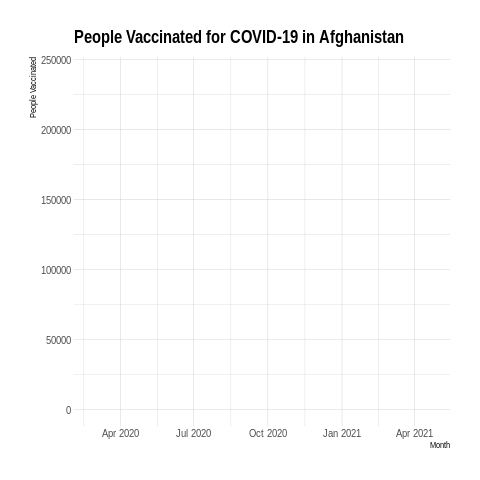 People Vaccinated for COVID-19 in Afghanistan
People Vaccinated
250000
200000
150000
100000
50000
0
Apr 2020 Jul 2020 Oct 2020 Jan 2021 Apr 2021
Month